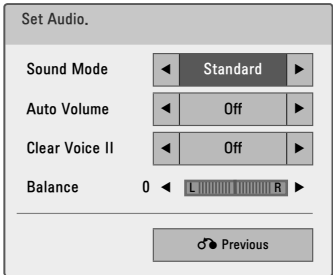 Set Audio.
Sound Mode ◄ Standard ►
Auto Volume ◄ Off ►
Clear Voice II ◄ Off ►
Balance 0 ◄ L R ►
Previous